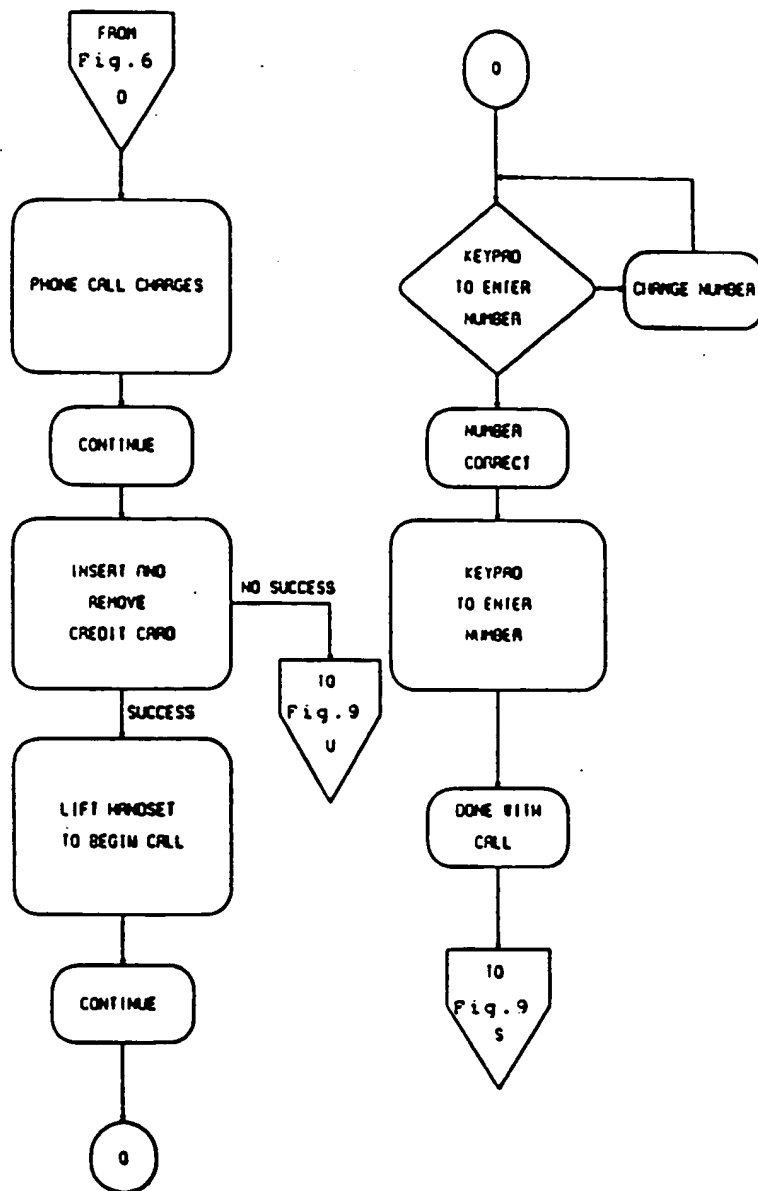 FROM
Fig.6
O
PHONE CALL CHARGES
CONTINUE
INSERT AND
REMOVE
CREDIT CARD
NO SUCCESS
TO
Fig.9
U
SUCCESS
LIFT HANDSET
TO BEGIN CALL
CONTINUE
Q
Q
KEYPAD
TO ENTER
NUMBER
CHANGE NUMBER
NUMBER
CORRECT
KEYPAD
TO ENTER
NUMBER
DONE WITH
CALL
TO
Fig.9
S